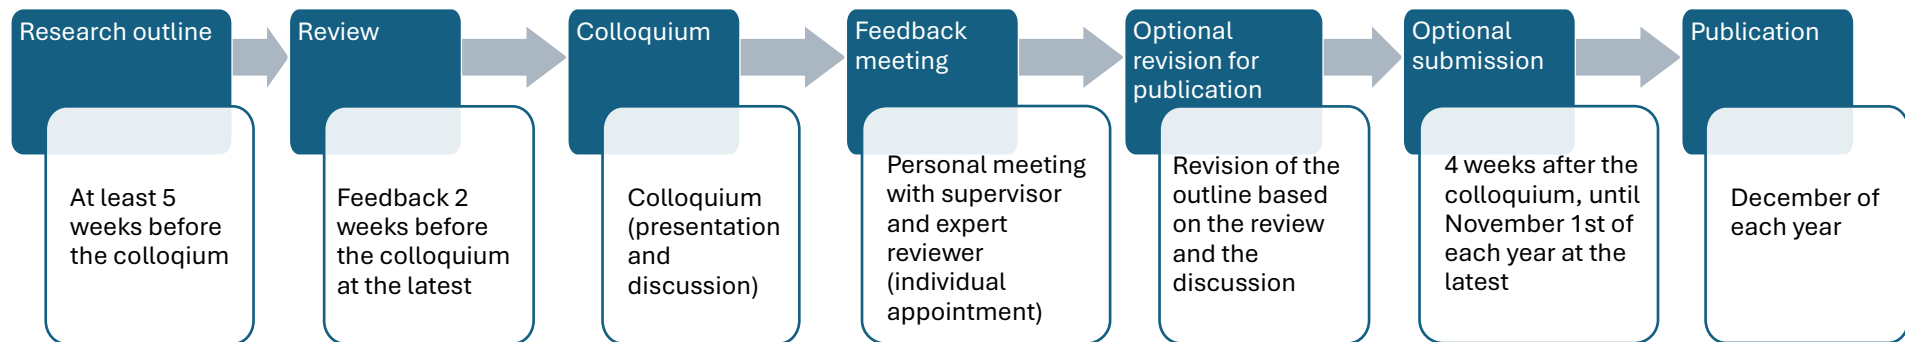 Research outline
At least 5
weeks before
the colloqium
Review
Feedback 2
weeks before
the colloquium
at the latest
Colloquium
Colloquium
(presentation
and
discussion)
Feedback
meeting
Personal meeting
with supervisor
and expert
reviewer
(individual
appointment)
Optional
revision for
publication
Revision of the
outline based
on the review
and the
discussion
Optional
submission
4 weeks after the
colloquium, until
November 1st of
each year at the
latest
Publication
December of
each year